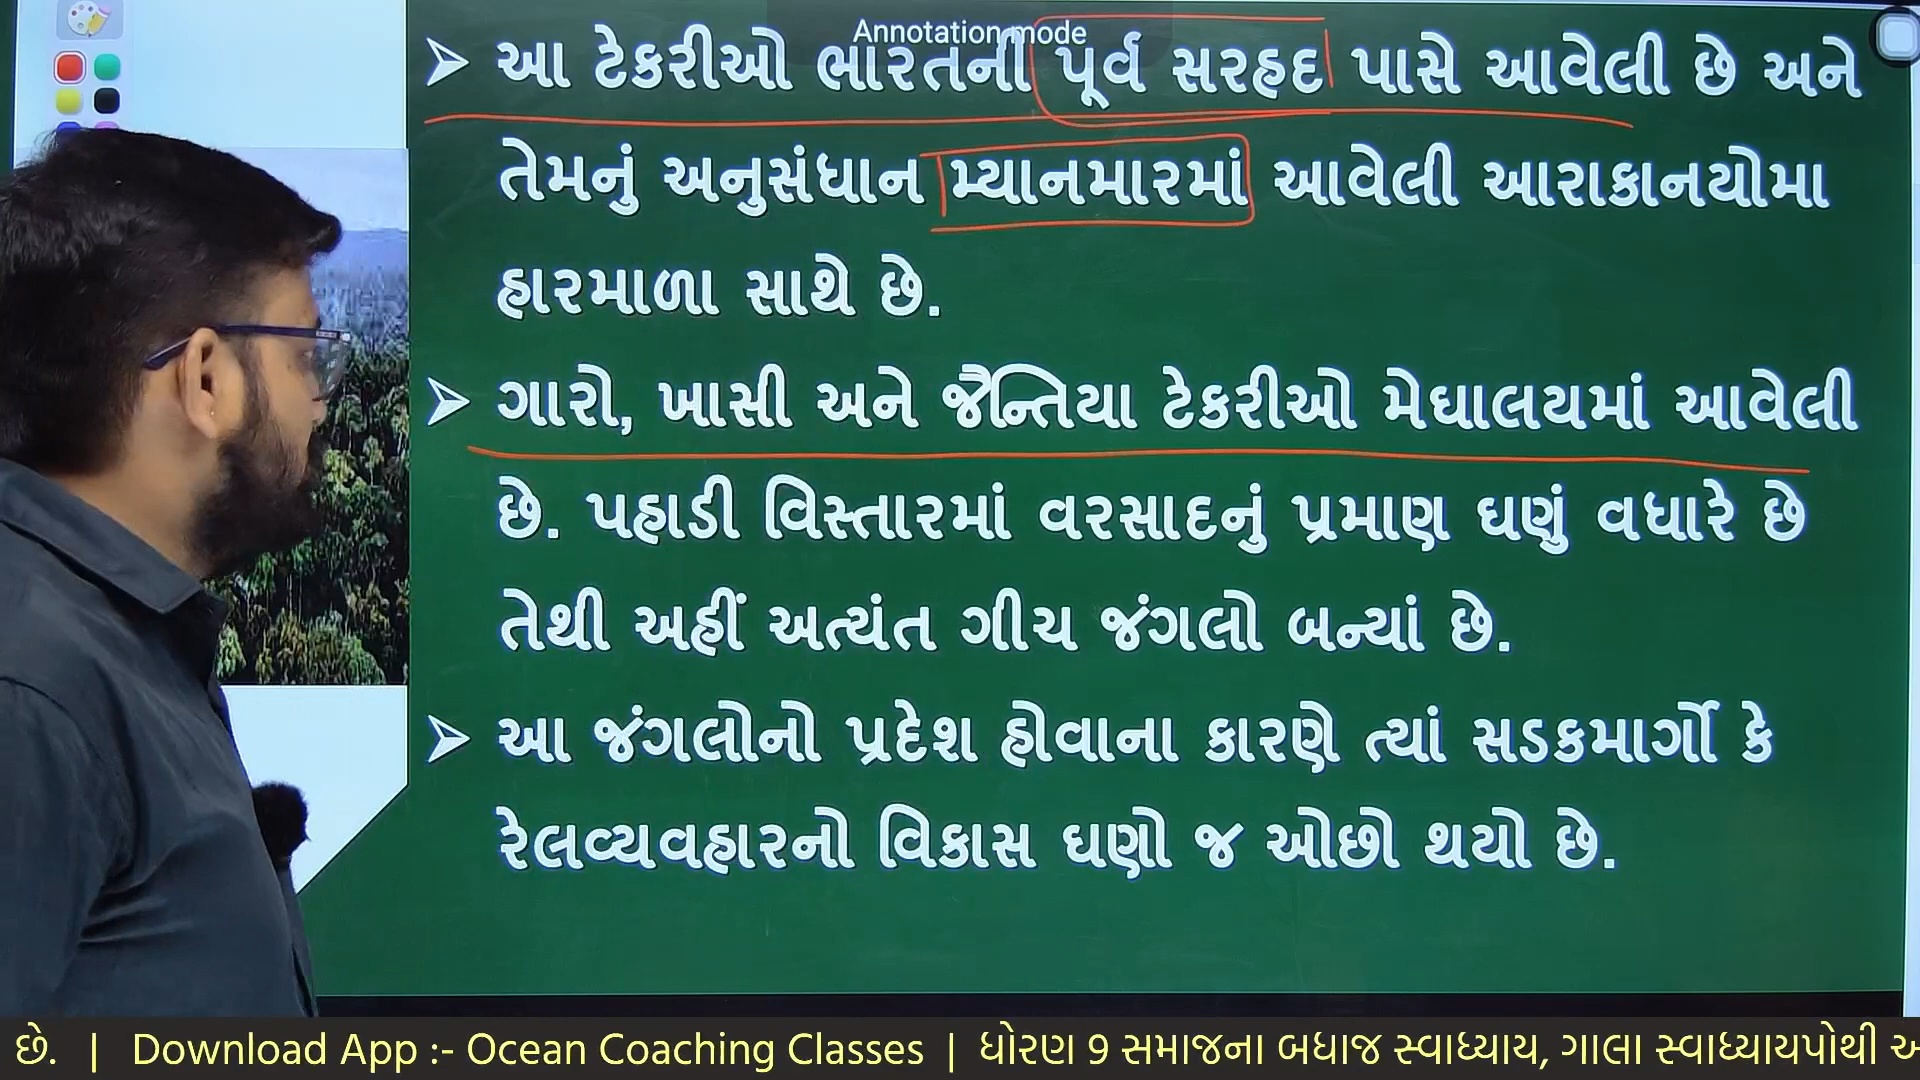 Annotation mode
➢ આ ટેકરીઓ ભારતની પૂર્વ સરહદ પાસે આવેલી છે અને
તેમનું અનુસંધાન મ્યાનમારમાં આવેલી આરાકાનયોમા
હારમાળા સાથે છે.
➢ ગારો, ખાસી અને જૈન્તિયા ટેકરીઓ મેઘાલયમાં આવેલી
છે. પહાડી વિસ્તારમાં વરસાદનું પ્રમાણ ઘણું વધારે છે
તેથી અહીં અત્યંત ગીચ જંગલો બન્યાં છે.
➢ આ જંગલોનો પ્રદેશ હોવાના કારણે ત્યાં સડકમાર્ગો કે
રેલવ્યવહારનો વિકાસ ઘણો જ ઓછો થયો છે.
છે. | Download App :- Ocean Coaching Classes | ધોરણ 9 સમાજના બધાજ સ્વાધ્યાય, ગાલા સ્વાધ્યાયપોથી